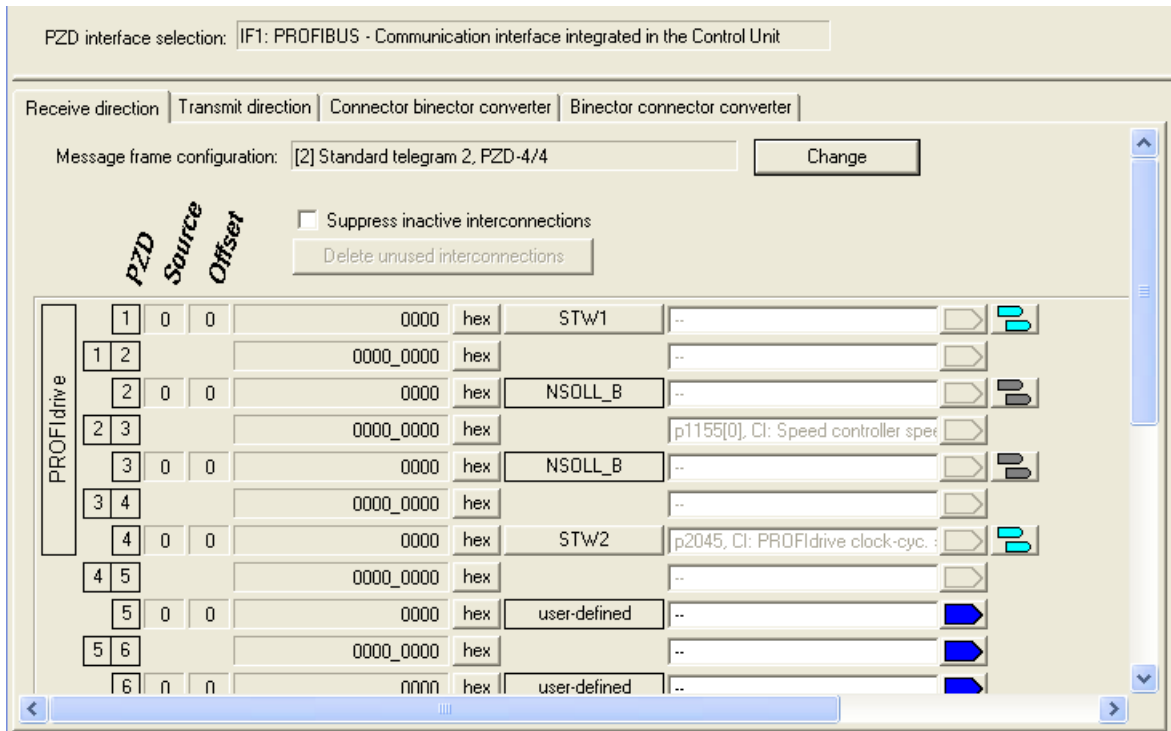 PZD interface selection: IF1: PROFIBUS - Communication interface integrated in the Control Unit
Receive direction Transmit direction Connector binector converter Binector connector converter
Message frame configuration: [2] Standard telegram 2, PZD-4/4 Change
PZD Source Offset
Suppress inactive interconnections
Delete unused interconnections
PROFIdrive
1 0 0 0000 hex STW1 --
1 2 0000_0000 hex --
2 0 0 0000 hex NSOLL_B --
2 3 0000_0000 hex p1155[0], CI: Speed controller spee
3 0 0 0000 hex NSOLL_B --
3 4 0000_0000 hex --
4 0 0 0000 hex STW2 p2045, CI: PROFIdrive clock-cyc. :
4 5 0000_0000 hex --
5 0 0 0000 hex user-defined --
5 6 0000_0000 hex --
6 0 0 0000 hex user-defined --